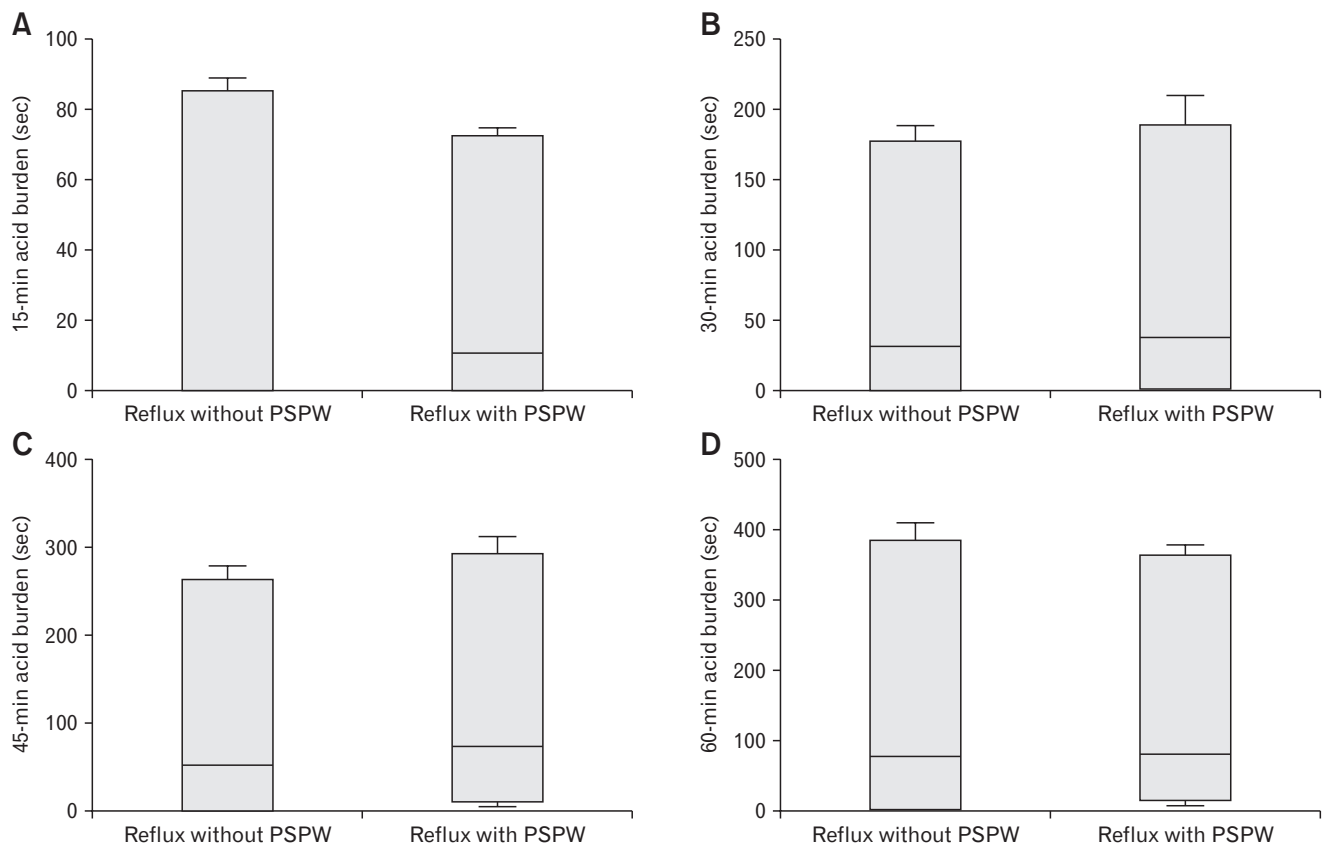 A
15-min acid burden (sec)
100
80
60
40
20
0
Reflux without PSPW
Reflux with PSPW
B
30-min acid burden (sec)
250
200
150
100
50
0
Reflux without PSPW
Reflux with PSPW
C
45-min acid burden (sec)
400
300
200
100
0
Reflux without PSPW
Reflux with PSPW
D
60-min acid burden (sec)
500
400
300
200
100
0
Reflux without PSPW
Reflux with PSPW